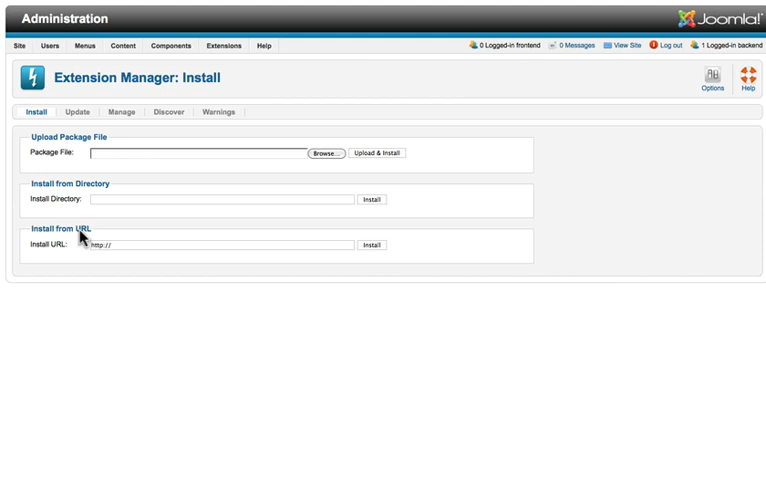 Administration
Joomla!
Site Users Menus Content Components Extensions Help 0 Logged-in frontend 0 Messages View Site Log out 1 Logged-in backend
Extension Manager: Install
Options Help
Install Update Manage Discover Warnings
Upload Package File
Package File: Browse... Upload & Install
Install from Directory
Install Directory: Install
Install from URL
Install URL: http:// Install